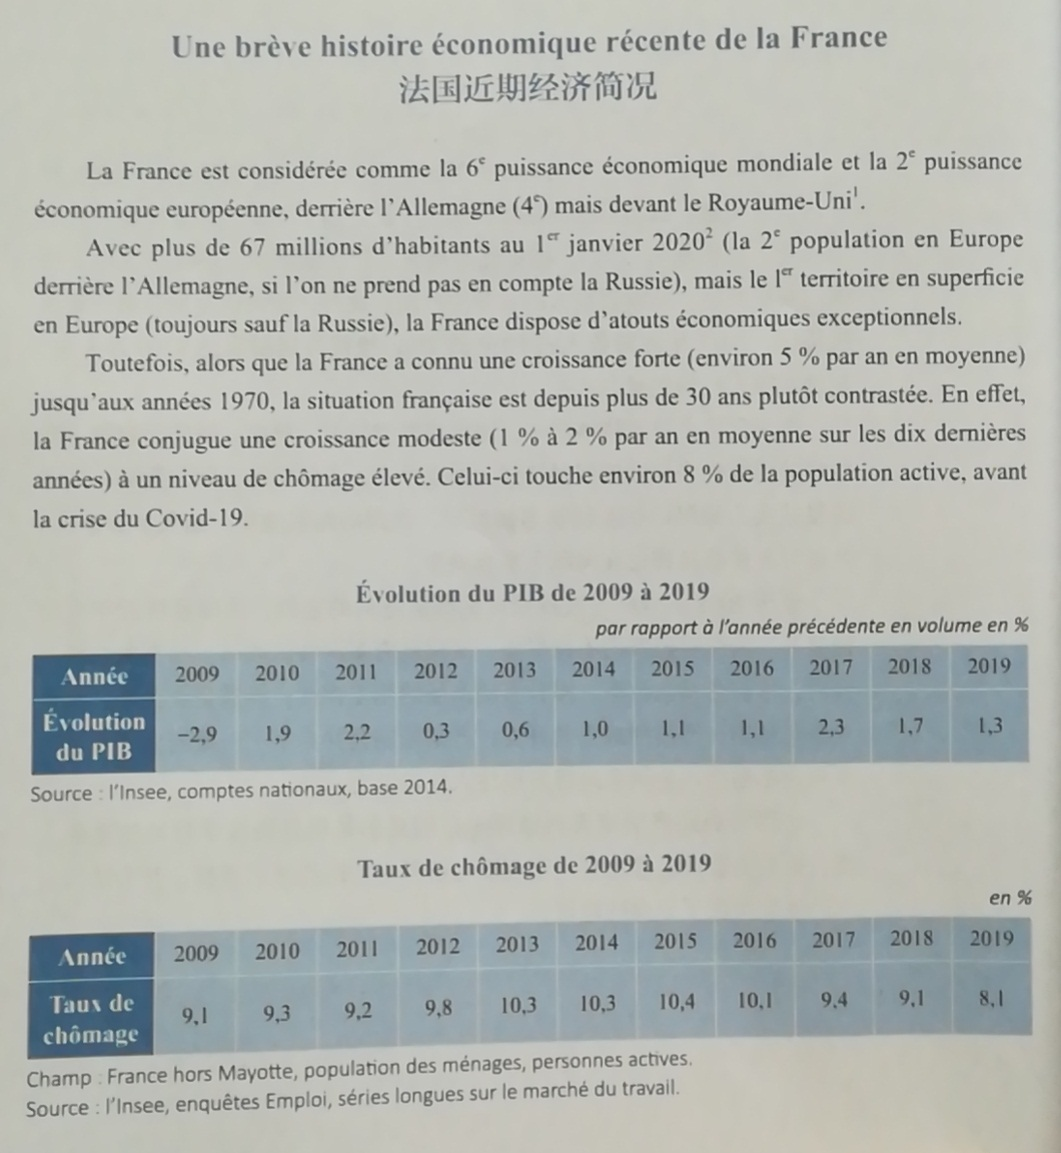 Une brève histoire économique récente de la France
法国近期经济简况
La France est considérée comme la 6e puissance économique mondiale et la 2e puissance
économique européenne, derrière l'Allemagne (4e) mais devant le Royaume-Uni1.
Avec plus de 67 millions d'habitants au 1er janvier 20202 (la 2e population en Europe
derrière l'Allemagne, si l'on ne prend pas en compte la Russie), mais le 1er territoire en superficie
en Europe (toujours sauf la Russie), la France dispose d'atouts économiques exceptionnels.
Toutefois, alors que la France a connu une croissance forte (environ 5 % par an en moyenne)
jusqu'aux années 1970, la situation française est depuis plus de 30 ans plutôt contrastée. En effet,
la France conjugue une croissance modeste (1 % à 2 % par an en moyenne sur les dix dernières
années) à un niveau de chômage élevé. Celui-ci touche environ 8 % de la population active, avant
la crise du Covid-19.
Évolution du PIB de 2009 à 2019
par rapport à l'année précédente en volume en %
Année 2009 2010 2011 2012 2013 2014 2015 2016 2017 2018 2019
Évolution du PIB −2,9 1,9 2,2 0,3 0,6 1,0 1,1 1,1 2,3 1,7 1,3
Source : l'Insee, comptes nationaux, base 2014.
Taux de chômage de 2009 à 2019
en %
Année 2009 2010 2011 2012 2013 2014 2015 2016 2017 2018 2019
Taux de chômage 9,1 9,3 9,2 9,8 10,3 10,3 10,4 10,1 9,4 9,1 8,1
Champ : France hors Mayotte, population des ménages, personnes actives.
Source : l'Insee, enquêtes Emploi, séries longues sur le marché du travail.